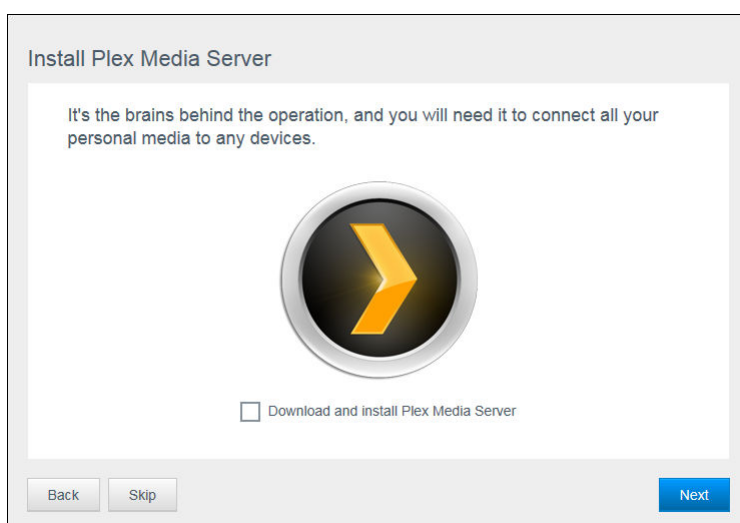 Install Plex Media Server
It's the brains behind the operation, and you will need it to connect all your
personal media to any devices.
Download and install Plex Media Server
Back
Skip
Next